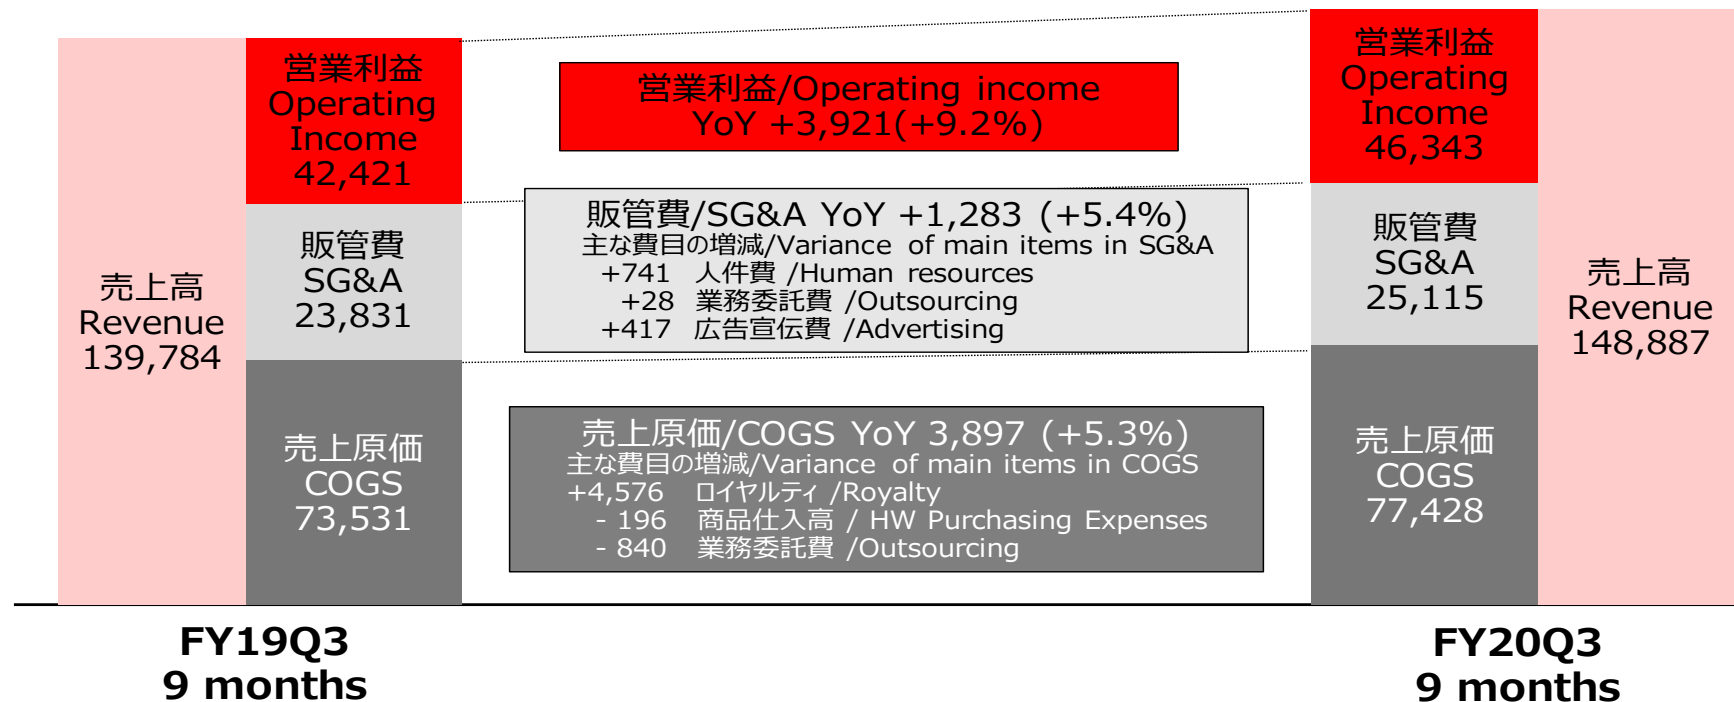 売上高
Revenue
139,784
営業利益
Operating
Income
42,421
販管費
SG&A
23,831
売上原価
COGS
73,531
営業利益/Operating income
YoY +3,921(+9.2%)
販管費/SG&A YoY +1,283 (+5.4%)
主な費目の増減/Variance of main items in SG&A
+741 人件費 /Human resources
+28 業務委託費 /Outsourcing
+417 広告宣伝費 /Advertising
売上原価/COGS YoY 3,897 (+5.3%)
主な費目の増減/Variance of main items in COGS
+4,576 ロイヤルティ /Royalty
- 196 商品仕入高 / HW Purchasing Expenses
- 840 業務委託費 /Outsourcing
営業利益
Operating
Income
46,343
販管費
SG&A
25,115
売上原価
COGS
77,428
売上高
Revenue
148,887
FY19Q3
9 months
FY20Q3
9 months